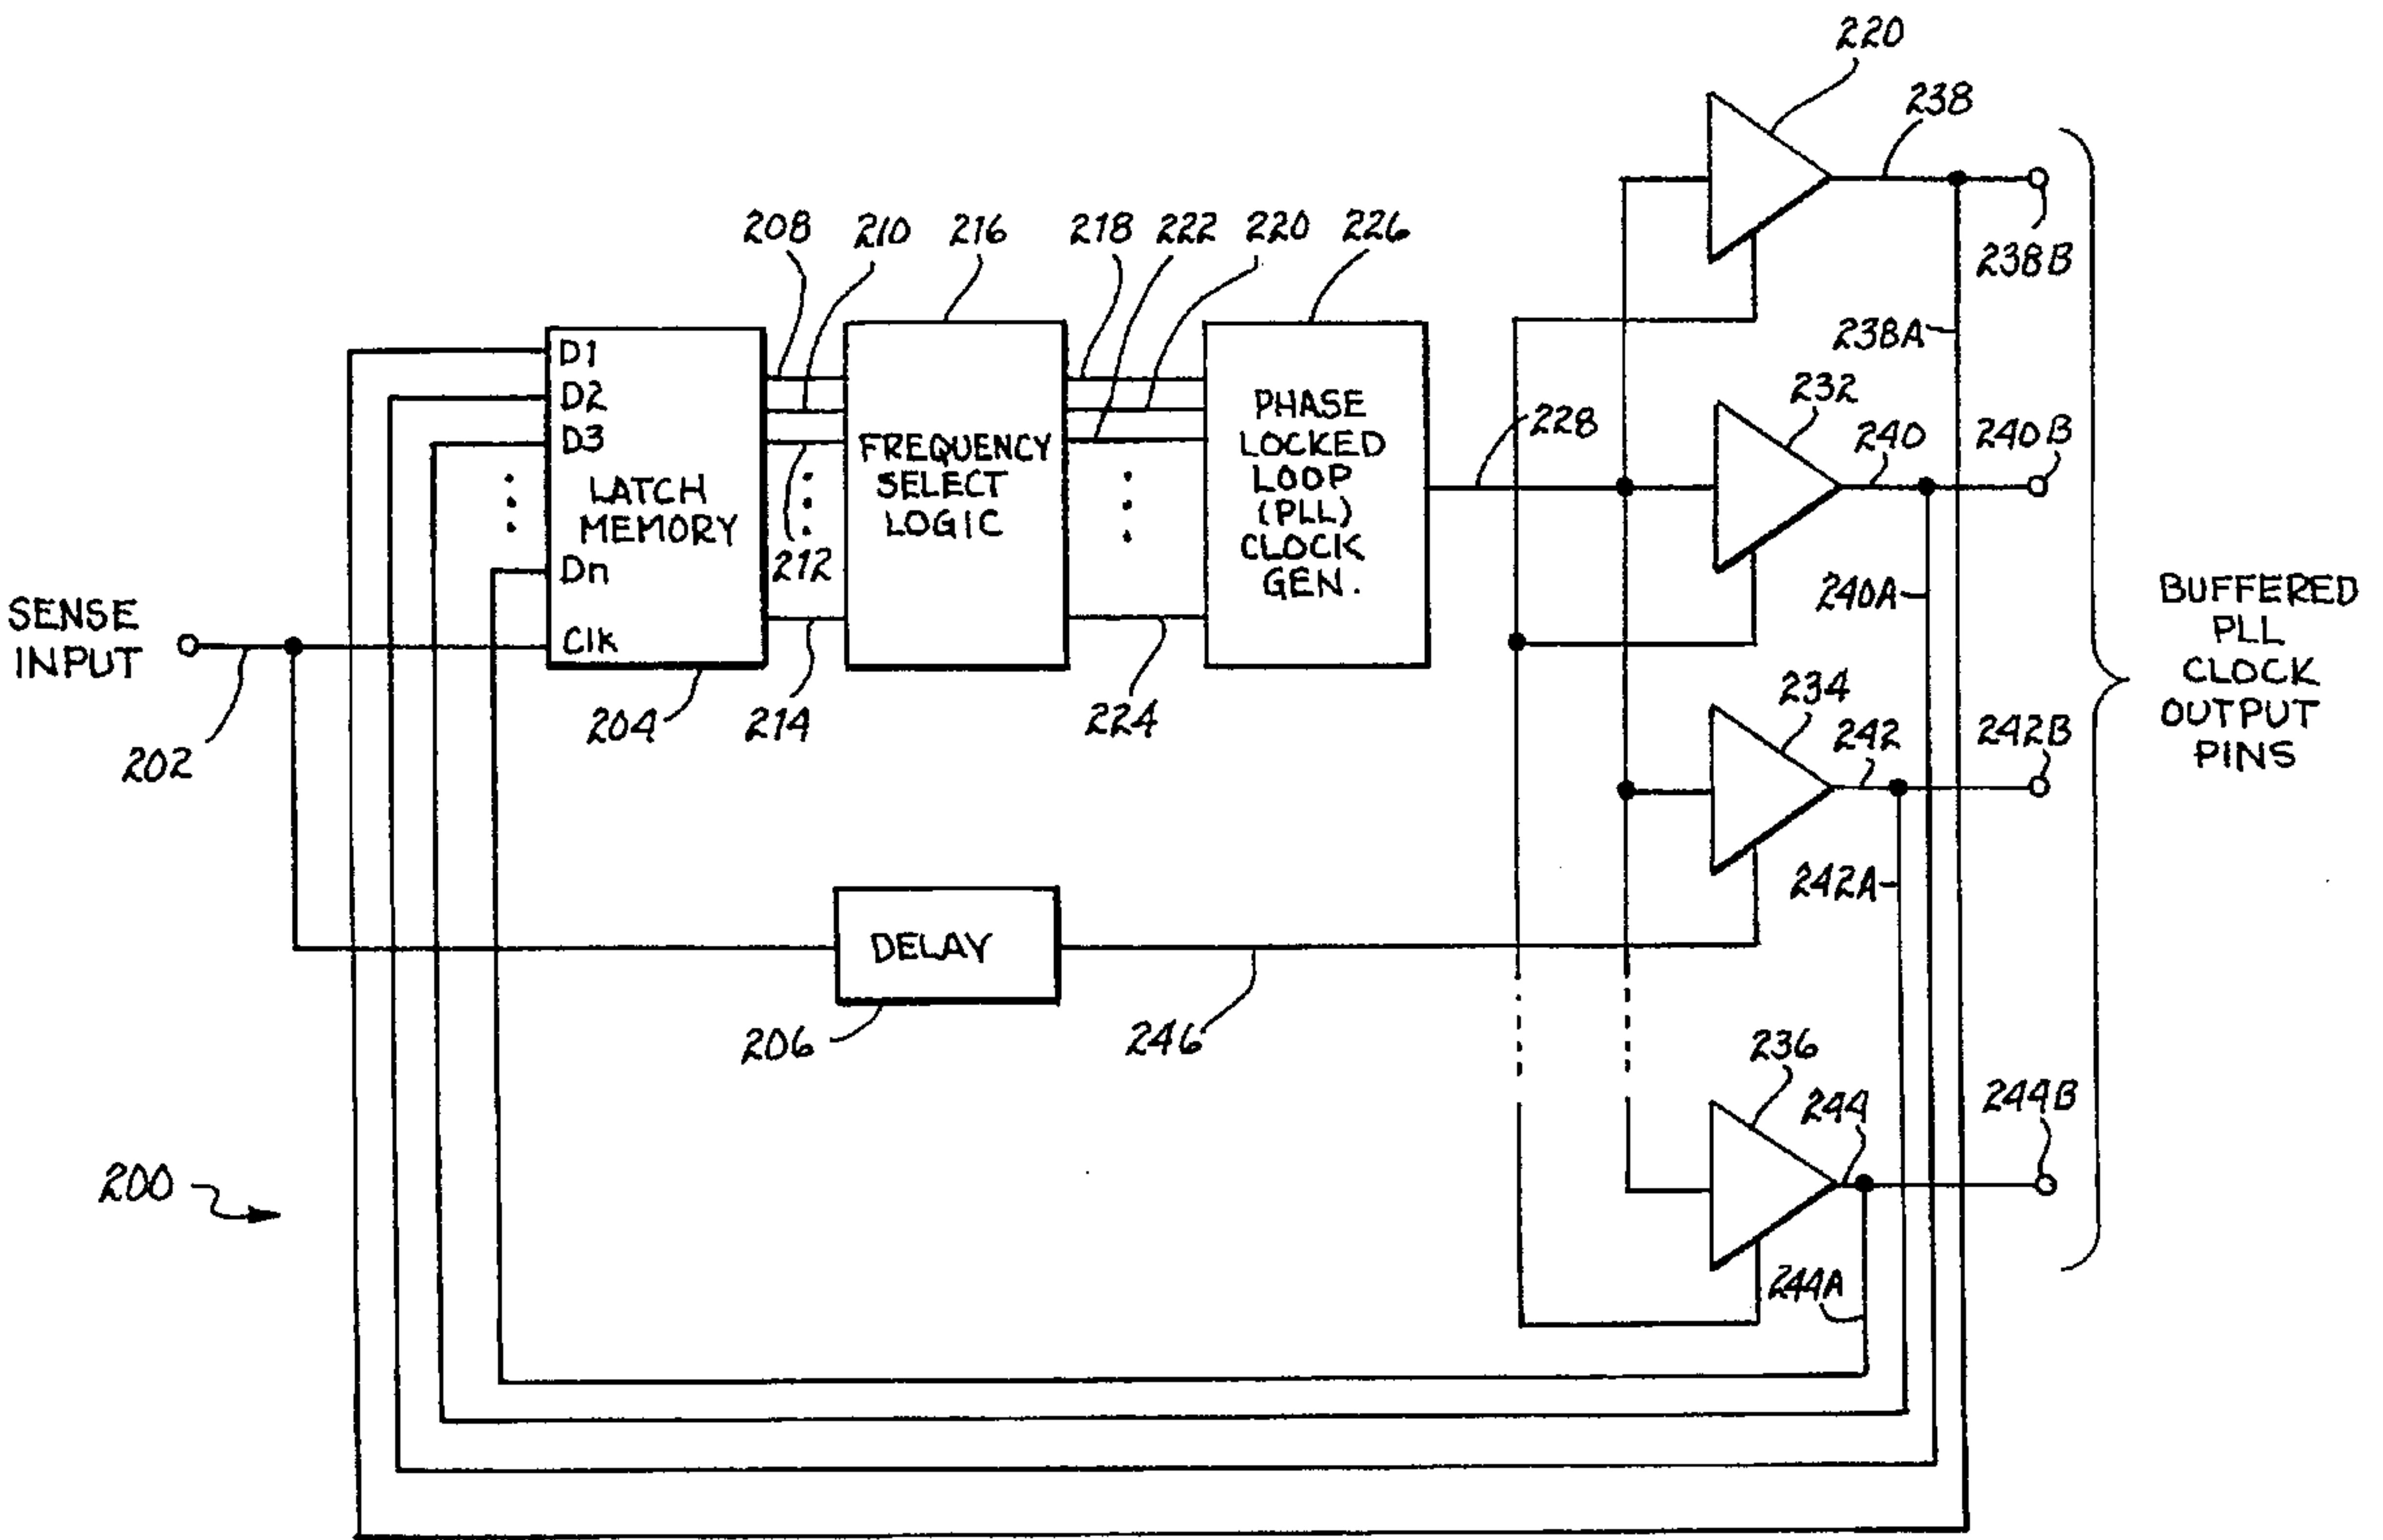 220
238
208
210
216
218
222
220
226
238B
238A
D1
D2
D3
Dn
Clk
LATCH
MEMORY
FREQUENCY
SELECT
LOGIC
PHASE
LOCKED
LOOP
(PLL)
CLOCK
GEN.
228
232
240
240B
240A
212
SENSE
INPUT
202
204
214
224
234
242
242B
242A
BUFFERED
PLL
CLOCK
OUTPUT
PINS
DELAY
206
246
236
244
244B
244A
200